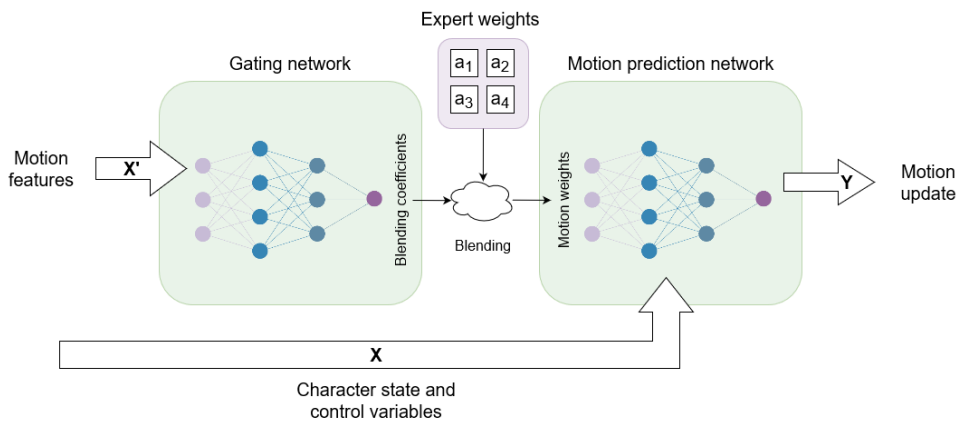 Expert weights
a1 a2
a3 a4
Gating network
Motion prediction network
Motion
features
X'
Blending coefficients
Blending
Motion weights
Y
Motion
update
X
Character state and
control variables